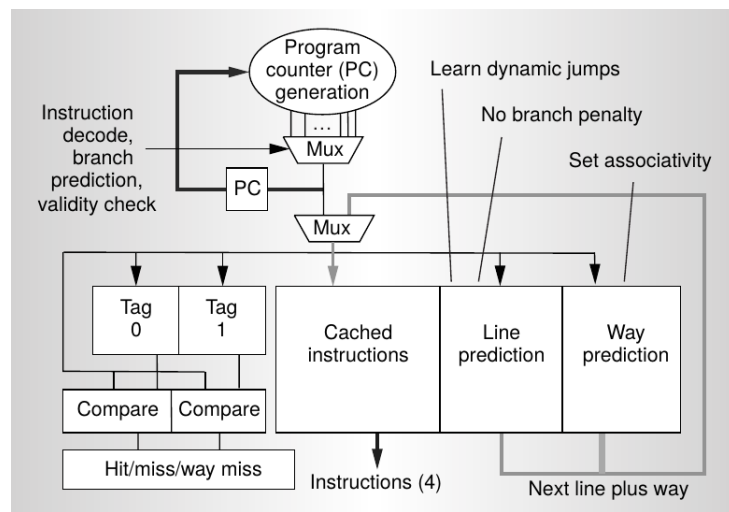 Program
counter (PC)
generation
Learn dynamic jumps
No branch penalty
Set associativity
Instruction
decode,
branch
prediction,
validity check
...
Mux
PC
Mux
Tag
0
Tag
1
Cached
instructions
Line
prediction
Way
prediction
Compare
Compare
Hit/miss/way miss
Instructions (4)
Next line plus way